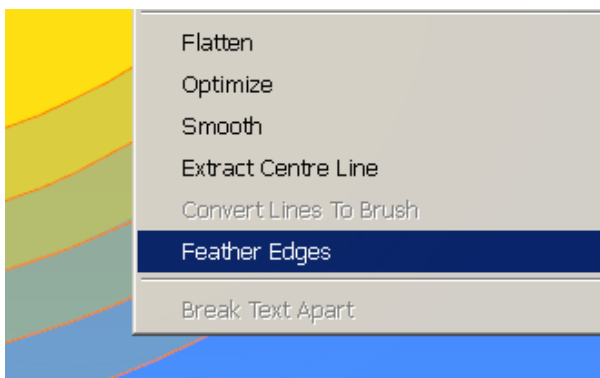 Flatten
Optimize
Smooth
Extract Centre Line
Convert Lines To Brush
Feather Edges
Break Text Apart